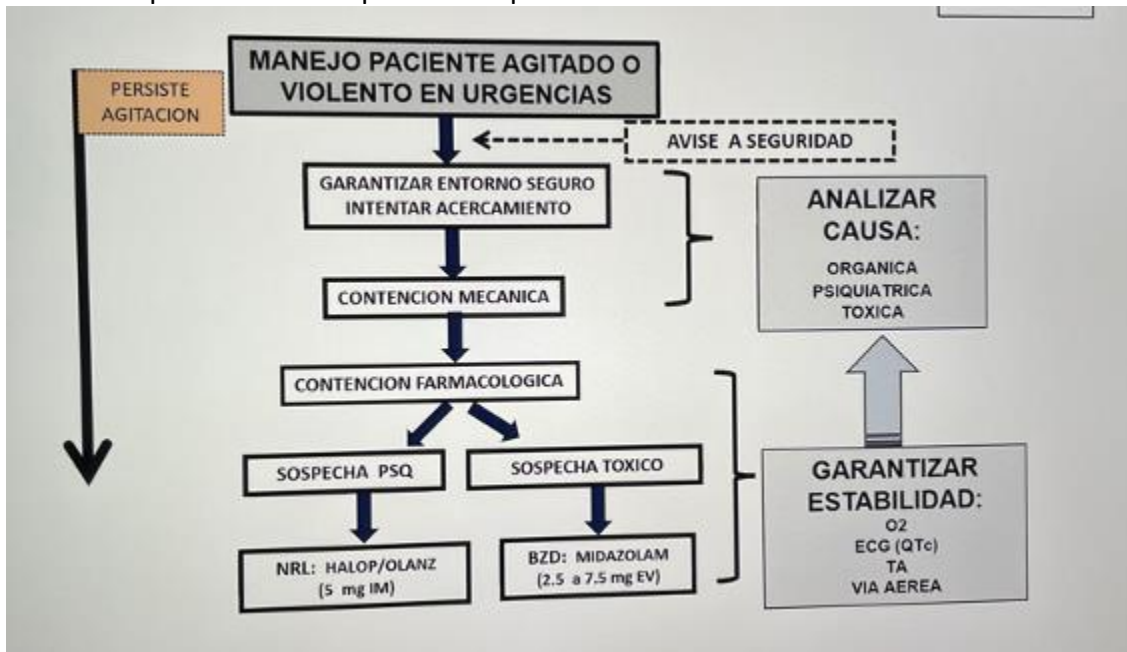 MANEJO PACIENTE AGITADO O
VIOLENTO EN URGENCIAS
PERSISTE
AGITACION
AVISE A SEGURIDAD
GARANTIZAR ENTORNO SEGURO
INTENTAR ACERCAMIENTO
ANALIZAR
CAUSA:
ORGANICA
PSIQUIATRICA
TOXICA
CONTENCION MECANICA
CONTENCION FARMACOLOGICA
SOSPECHA PSQ
SOSPECHA TOXICO
GARANTIZAR
ESTABILIDAD:
O2
ECG (QTc)
TA
VIA AEREA
NRL: HALOP/OLANZ
(5 mg IM)
BZD: MIDAZOLAM
(2.5 a 7.5 mg EV)